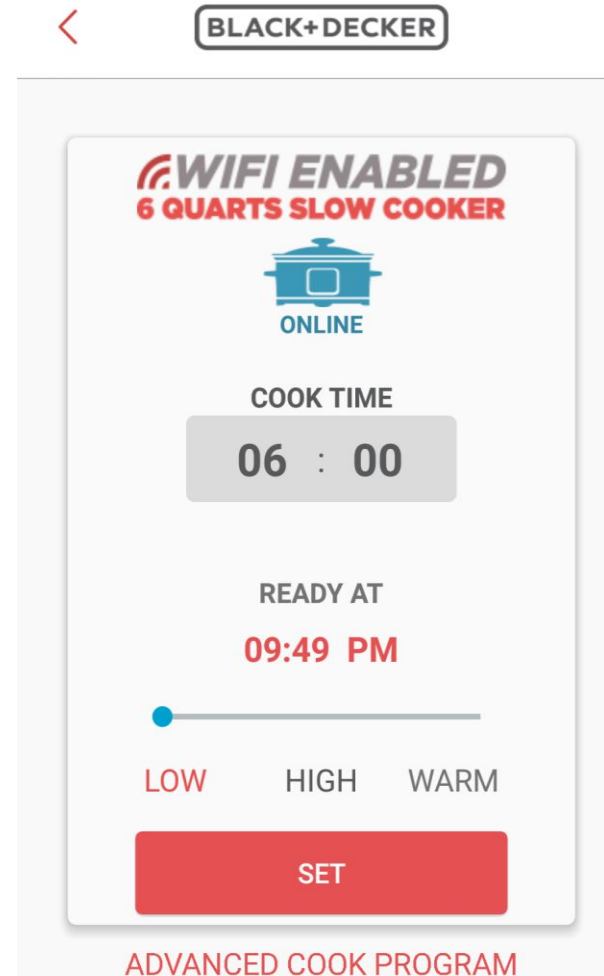 BLACK+DECKER
WIFI ENABLED
6 QUARTS SLOW COOKER
ONLINE
COOK TIME
06 : 00
READY AT
09:49 PM
LOW HIGH WARM
SET
ADVANCED COOK PROGRAM